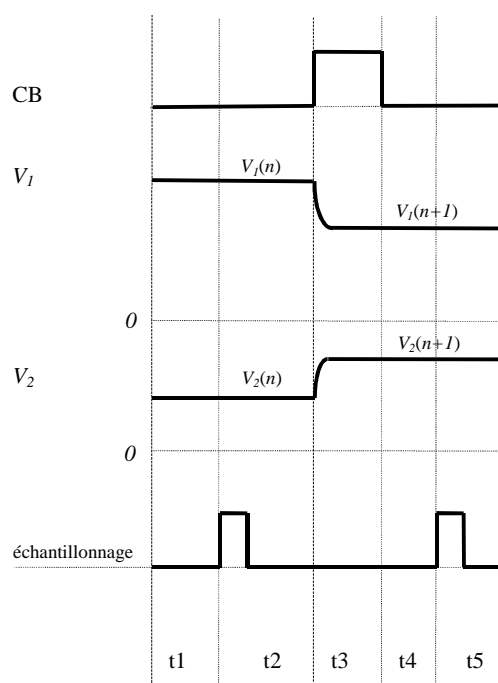 CB
V1(n)
V1
V1(n+1)
0
V2(n+1)
V2
V2(n)
0
échantillonnage
t1 t2 t3 t4 t5